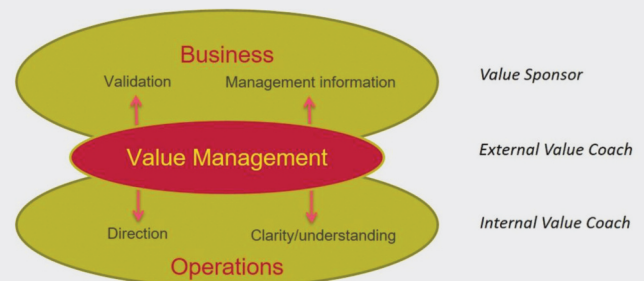 Business
Validation Management information
Value Sponsor
Value Management
External Value Coach
Direction Clarity/understanding
Internal Value Coach
Operations